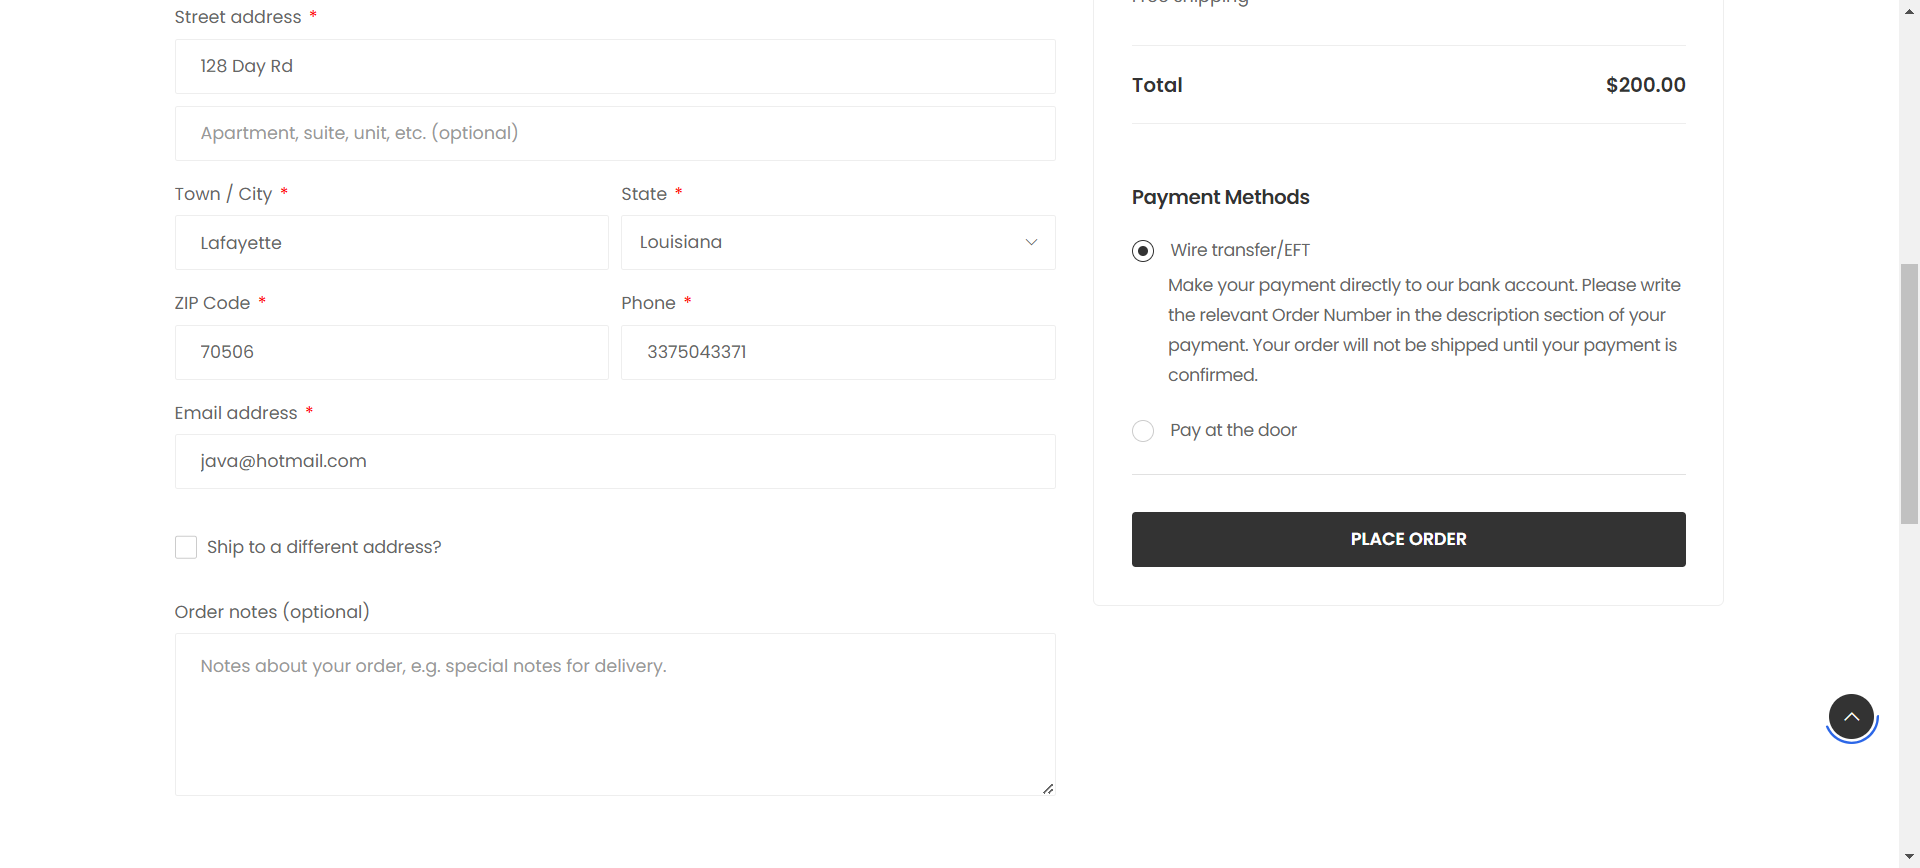 Street address *
128 Day Rd
Apartment, suite, unit, etc. (optional)
Town / City *
State *
Lafayette
Louisiana
ZIP Code *
Phone *
70506
3375043371
Email address *
java@hotmail.com
Ship to a different address?
Order notes (optional)
Notes about your order, e.g. special notes for delivery.
Free shipping
Total
$200.00
Payment Methods
Wire transfer/EFT
Make your payment directly to our bank account. Please write
the relevant Order Number in the description section of your
payment. Your order will not be shipped until your payment is
confirmed.
Pay at the door
PLACE ORDER